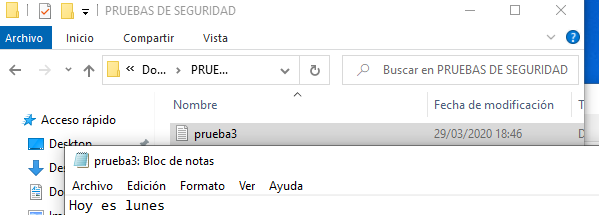 PRUEBAS DE SEGURIDAD
Archivo Inicio Compartir Vista
« Do... > PRUE... Buscar en PRUEBAS DE SEGURIDAD
Nombre Fecha de modificación
Acceso rápido prueba3 29/03/2020 18:46
Desktop
prueba3: Bloc de notas
Archivo Edición Formato Ver Ayuda
Hoy es lunes